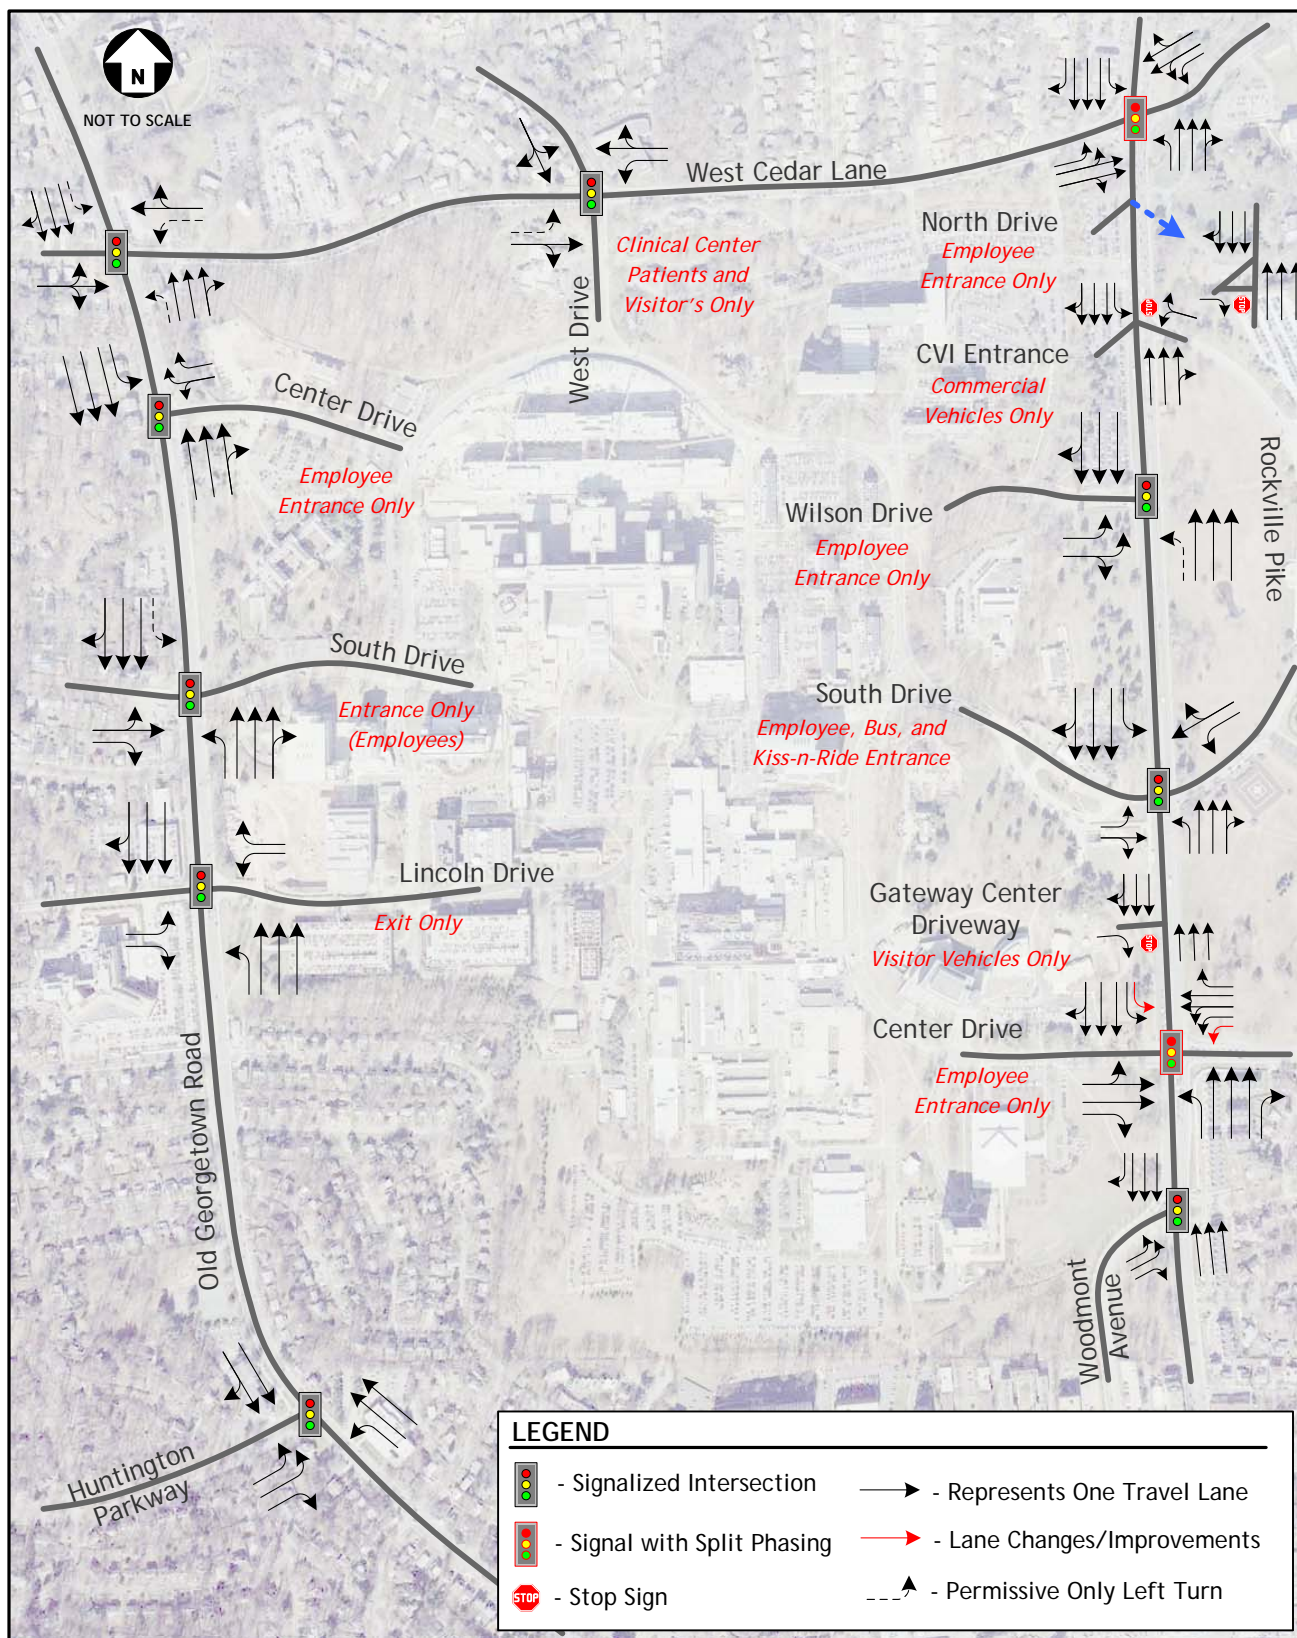 N
NOT TO SCALE
West Cedar Lane
North Drive
Employee
Entrance Only
Clinical Center
Patients and
Visitor's Only
West Drive
STOP
STOP
CVI Entrance
Commercial
Vehicles Only
Center Drive
Employee
Entrance Only
Rockville Pike
Wilson Drive
Employee
Entrance Only
South Drive
Entrance Only
(Employees)
South Drive
Employee, Bus, and
Kiss-n-Ride Entrance
Lincoln Drive
Exit Only
Gateway Center
Driveway
Visitor Vehicles Only
STOP
Center Drive
Employee
Entrance Only
Old Georgetown Road
Woodmont
Avenue
Huntington
Parkway
LEGEND
- Signalized Intersection
- Represents One Travel Lane
- Signal with Split Phasing
- Lane Changes/Improvements
STOP
- Stop Sign
- Permissive Only Left Turn